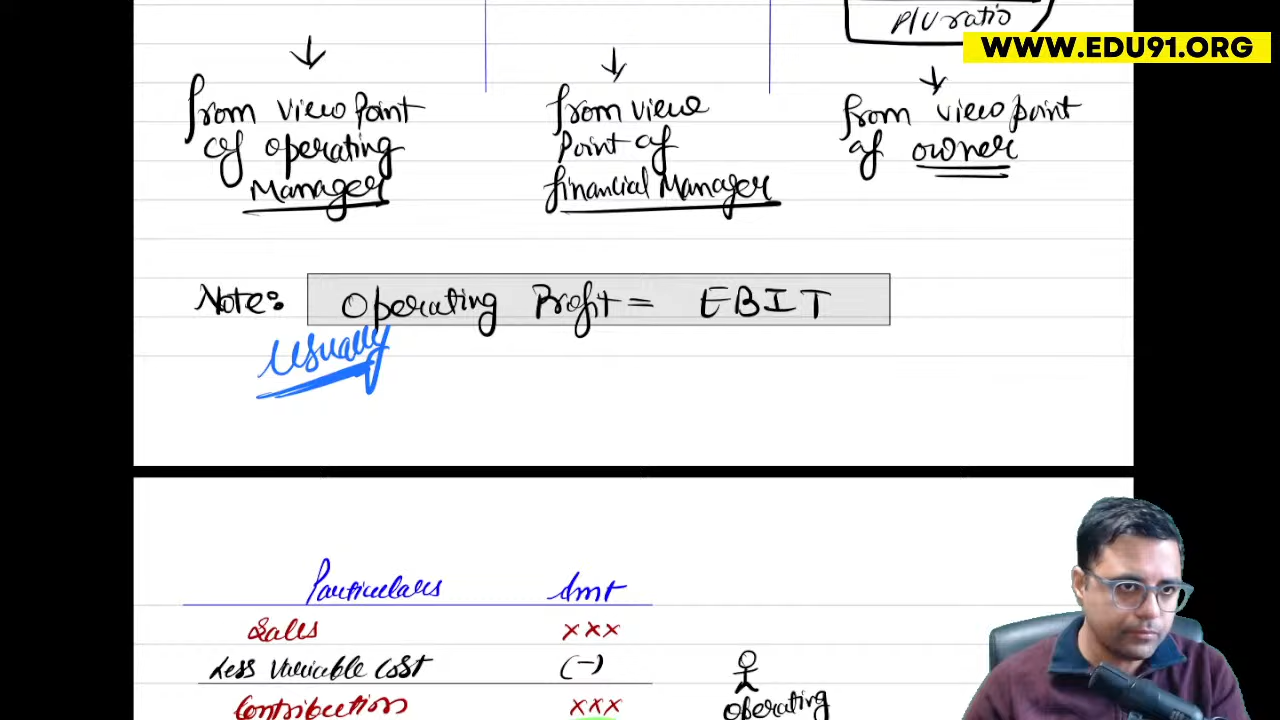 P/V ratio
WWW.EDU91.ORG
from view Point
of operating
Manager
from view
Point of
financial Manager
from view point
of owner
Note: Operating Profit = EBIT
Usually
Particulars Amt
Sales xxx
Less Variable Cost (-)
Contribution xxx
operating